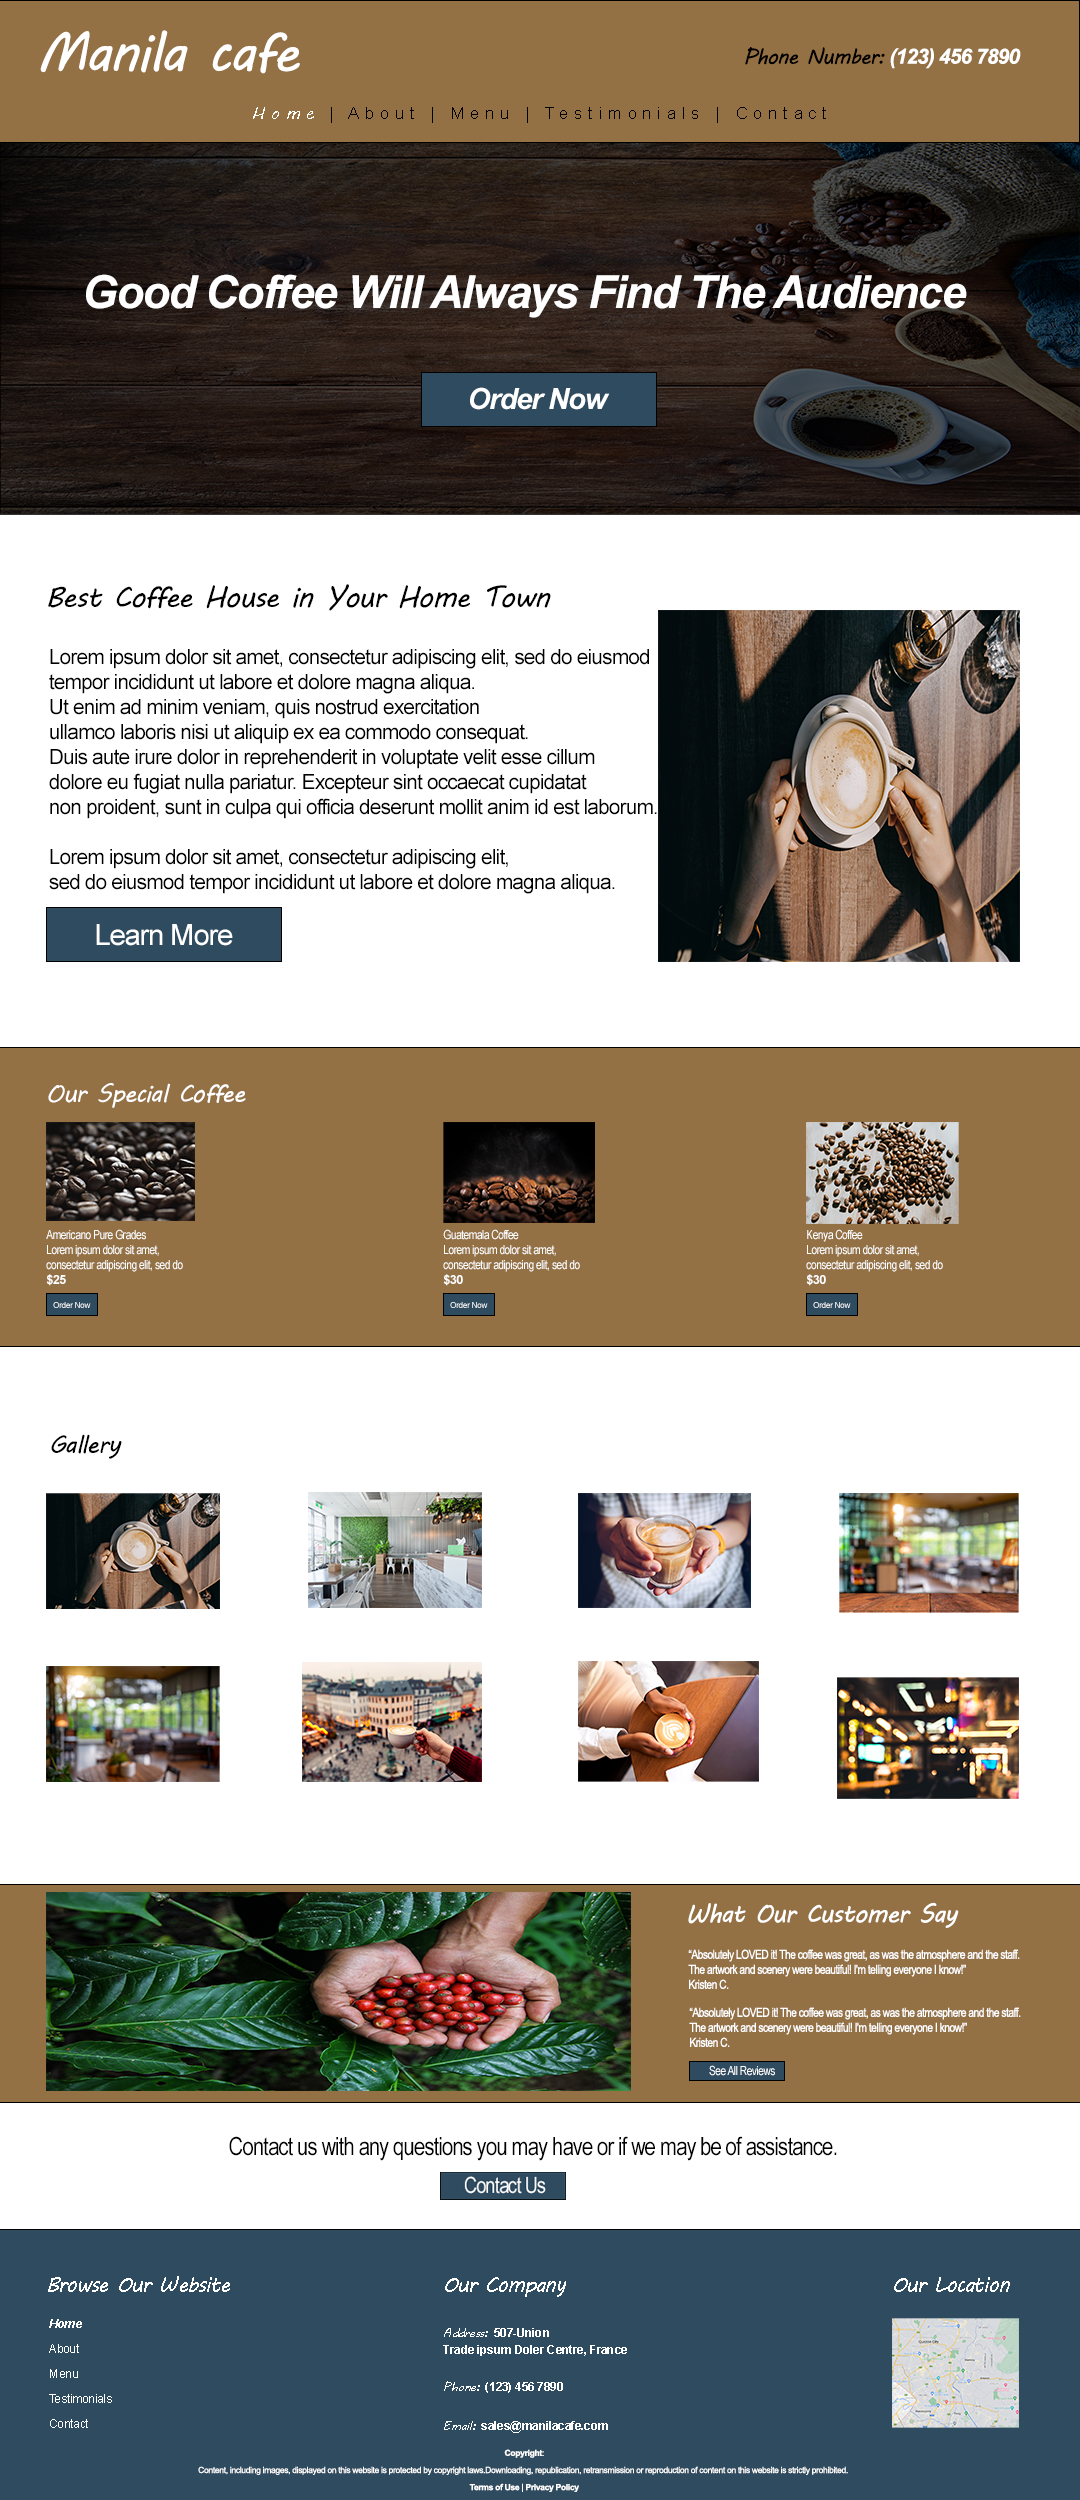 Manila cafe
Phone Number: (123) 456 7890
Home | About | Menu | Testimonials | Contact
Good Coffee Will Always Find The Audience
Order Now
Best Coffee House in Your Home Town
Lorem ipsum dolor sit amet, consectetur adipiscing elit, sed do eiusmod
tempor incididunt ut labore et dolore magna aliqua.
Ut enim ad minim veniam, quis nostrud exercitation
ullamco laboris nisi ut aliquip ex ea commodo consequat.
Duis aute irure dolor in reprehenderit in voluptate velit esse cillum
dolore eu fugiat nulla pariatur. Excepteur sint occaecat cupidatat
non proident, sunt in culpa qui officia deserunt mollit anim id est laborum.
Lorem ipsum dolor sit amet, consectetur adipiscing elit,
sed do eiusmod tempor incididunt ut labore et dolore magna aliqua.
Learn More
Our Special Coffee
Americano Pure Grades
Lorem ipsum dolor sit amet,
consectetur adipiscing elit, sed do
$25
Order Now
Guatemala Coffee
Lorem ipsum dolor sit amet,
consectetur adipiscing elit, sed do
$30
Order Now
Kenya Coffee
Lorem ipsum dolor sit amet,
consectetur adipiscing elit, sed do
$30
Order Now
Gallery
What Our Customer Say
“Absolutely LOVED it! The coffee was great, as was the atmosphere and the staff.
The artwork and scenery were beautiful! I'm telling everyone I know!”
Kristen C.
“Absolutely LOVED it! The coffee was great, as was the atmosphere and the staff.
The artwork and scenery were beautiful! I'm telling everyone I know!”
Kristen C.
See All Reviews
Contact us with any questions you may have or if we may be of assistance.
Contact Us
Browse Our Website
Home
About
Menu
Testimonials
Contact
Our Company
Address: 507-Union
Trade ipsum Doler Centre, France
Phone: (123) 456 7890
Email: sales@manilacafe.com
Our Location
Copyright:
Content, including images, displayed on this website is protected by copyright laws.Downloading, republication, retransmission or reproduction of content on this website is strictly prohibited.
Terms of Use | Privacy Policy